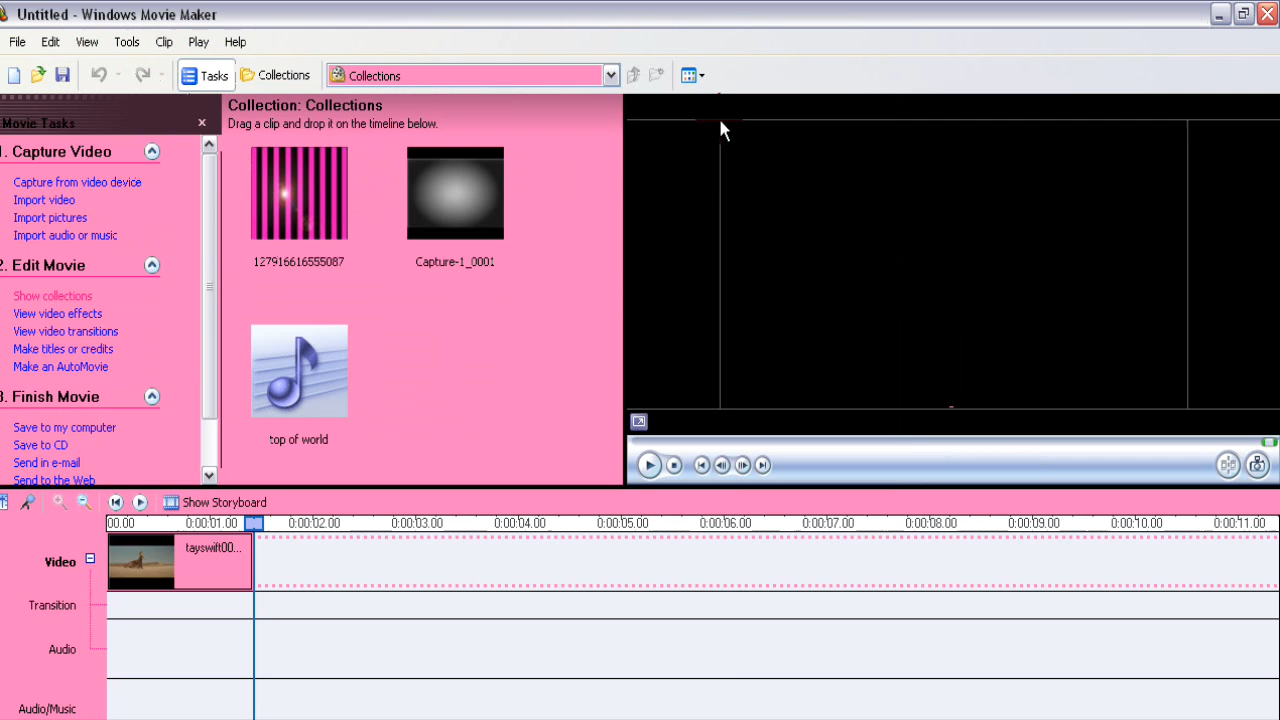 Untitled - Windows Movie Maker
File Edit View Tools Clip Play Help
Tasks Collections Collections
Movie Tasks
1. Capture Video
Capture from video device
Import video
Import pictures
Import audio or music
2. Edit Movie
Show collections
View video effects
View video transitions
Make titles or credits
Make an AutoMovie
3. Finish Movie
Save to my computer
Save to CD
Send in e-mail
Send to the Web
Collection: Collections
Drag a clip and drop it on the timeline below.
127916616555087
Capture-1_0001
top of world
Show Storyboard
00.00 0:00:01.00 0:00:02.00 0:00:03.00 0:00:04.00 0:00:05.00 0:00:06.00 0:00:07.00 0:00:08.00 0:00:09.00 0:00:10.00 0:00:11.00
Video
tayswift00...
Transition
Audio
Audio/Music